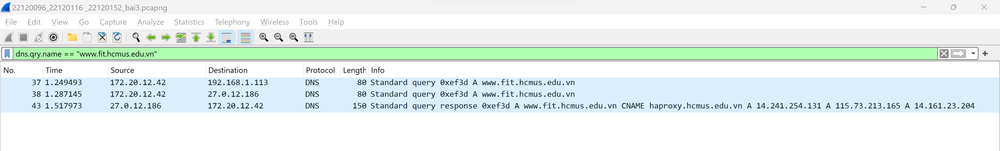 22120096_22120116 _22120152_bai3.pcapng
File Edit View Go Capture Analyze Statistics Telephony Wireless Tools Help
dns.qry.name == "www.fit.hcmus.edu.vn"
No. Time Source Destination Protocol Length Info
37 1.249493 172.20.12.42 192.168.1.113 DNS 80 Standard query 0xef3d A www.fit.hcmus.edu.vn
38 1.287145 172.20.12.42 27.0.12.186 DNS 80 Standard query 0xef3d A www.fit.hcmus.edu.vn
43 1.517973 27.0.12.186 172.20.12.42 DNS 150 Standard query response 0xef3d A www.fit.hcmus.edu.vn CNAME haproxy.hcmus.edu.vn A 14.241.254.131 A 115.73.213.165 A 14.161.23.204